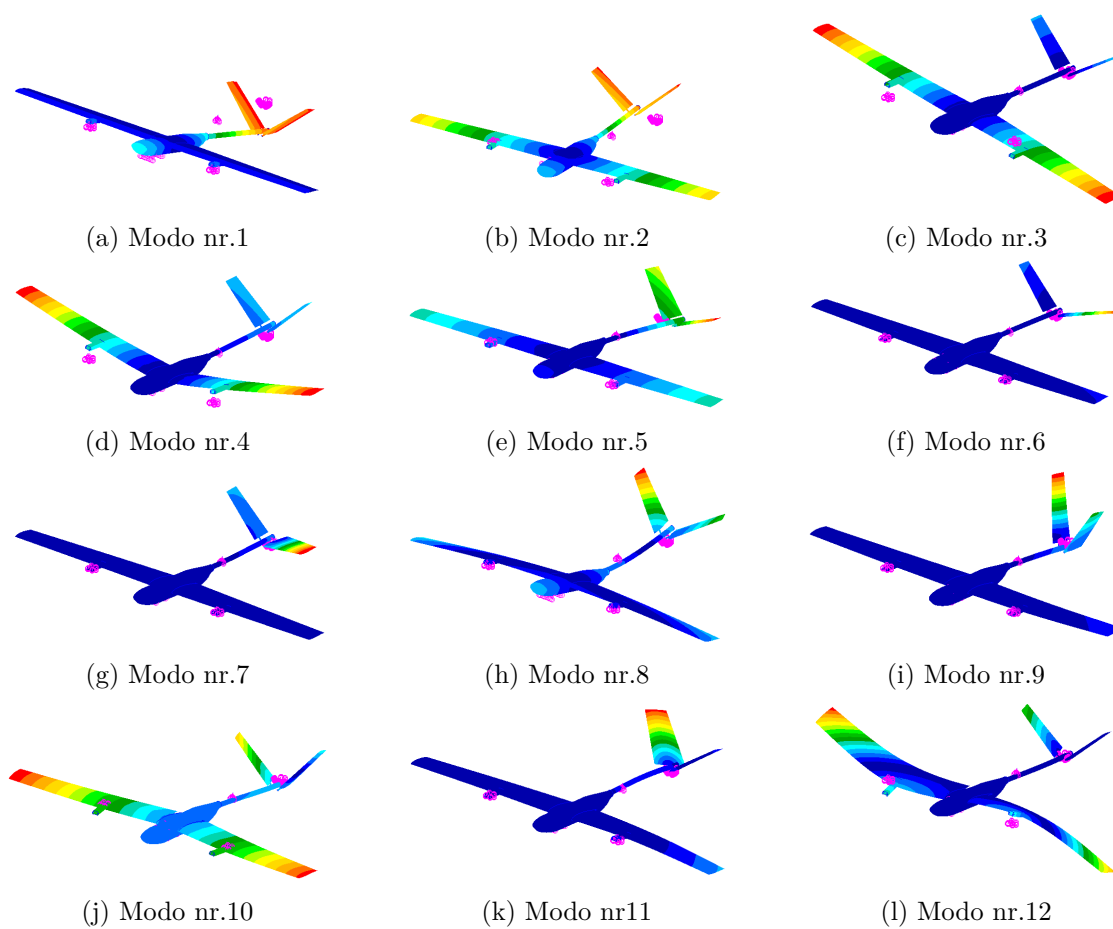 (a) Modo nr.1
(b) Modo nr.2
(c) Modo nr.3
(d) Modo nr.4
(e) Modo nr.5
(f) Modo nr.6
(g) Modo nr.7
(h) Modo nr.8
(i) Modo nr.9
(j) Modo nr.10
(k) Modo nr11
(l) Modo nr.12